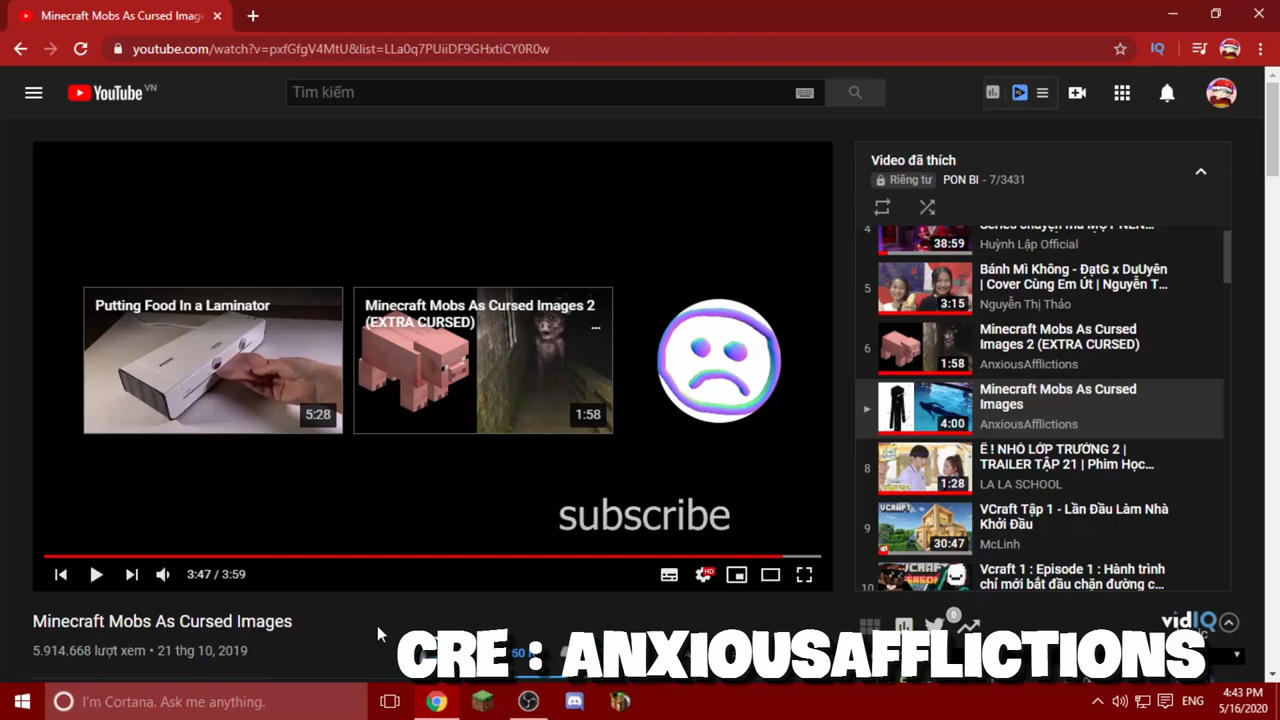 Minecraft Mobs As Cursed Imag
youtube.com/watch?v=pxfGfgV4MtU&list=LLa0q7PUiiDF9GHxtiCY0R0w
IQ
YouTube VN
Tìm kiếm
Putting Food In a Laminator
5:28
Minecraft Mobs As Cursed Images 2
(EXTRA CURSED)
1:58
subscribe
3:47 / 3:59
HD
Minecraft Mobs As Cursed Images
5.914.668 lượt xem • 21 thg 10, 2019
Video đã thích
Riêng tư PON BI - 7/3431
4
38:59
Huỳnh Lập Official
5
3:15
Bánh Mì Không - ĐạtG x DuUyên
| Cover Cùng Em Út | Nguyễn T...
Nguyễn Thị Thảo
6
1:58
Minecraft Mobs As Cursed
Images 2 (EXTRA CURSED)
AnxiousAfflictions
4:00
Minecraft Mobs As Cursed
Images
AnxiousAfflictions
8
1:28
Ê ! NHỎ LỚP TRƯỞNG 2 |
TRAILER TẬP 21 | Phim Học...
LA LA SCHOOL
9
VCRAFT
30:47
VCraft Tập 1 - Lần Đầu Làm Nhà
Khởi Đầu
McLinh
10
Vcraft 1 : Episode 1 : Hành trình
chỉ mới bắt đầu chặn đường c...
0
vidIQ
CRE : ANXIOUSAFFLICTIONS
I'm Cortana. Ask me anything.
ENG
4:43 PM
5/16/2020